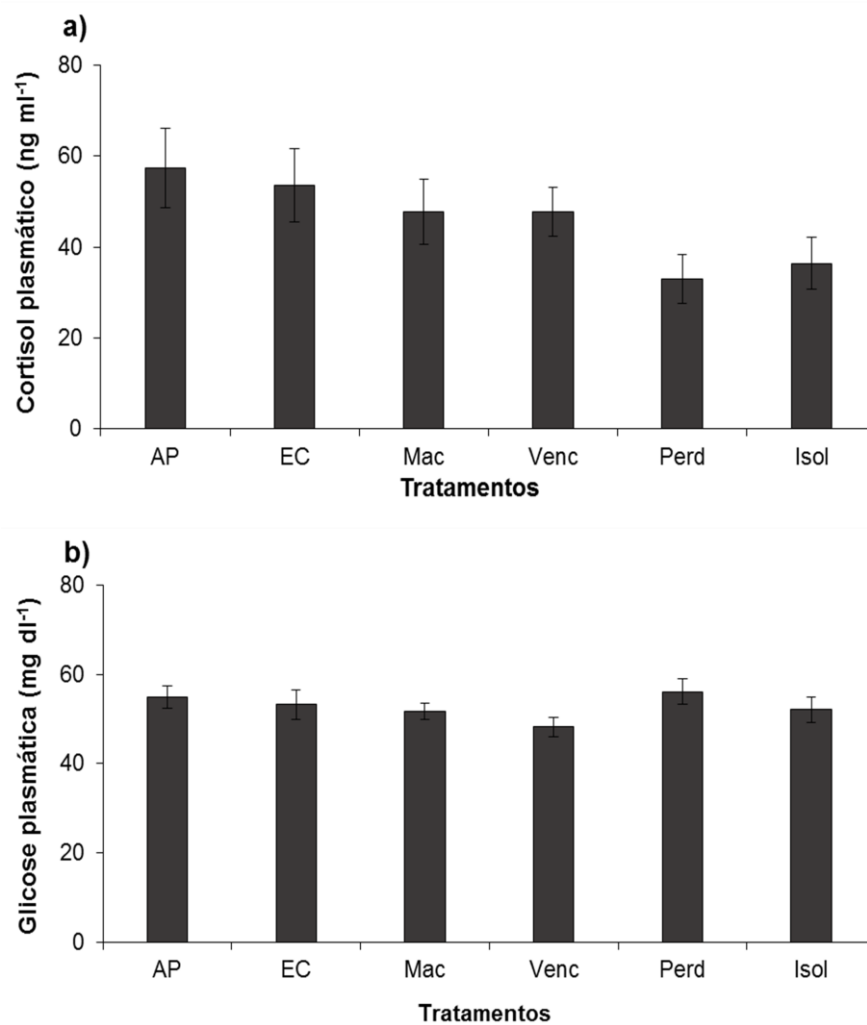 a)
Cortisol plasmático (ng ml⁻¹)
80
60
40
20
0
AP EC Mac Venc Perd Isol
Tratamentos
b)
Glicose plasmática (mg dl⁻¹)
80
60
40
20
0
AP EC Mac Venc Perd Isol
Tratamentos